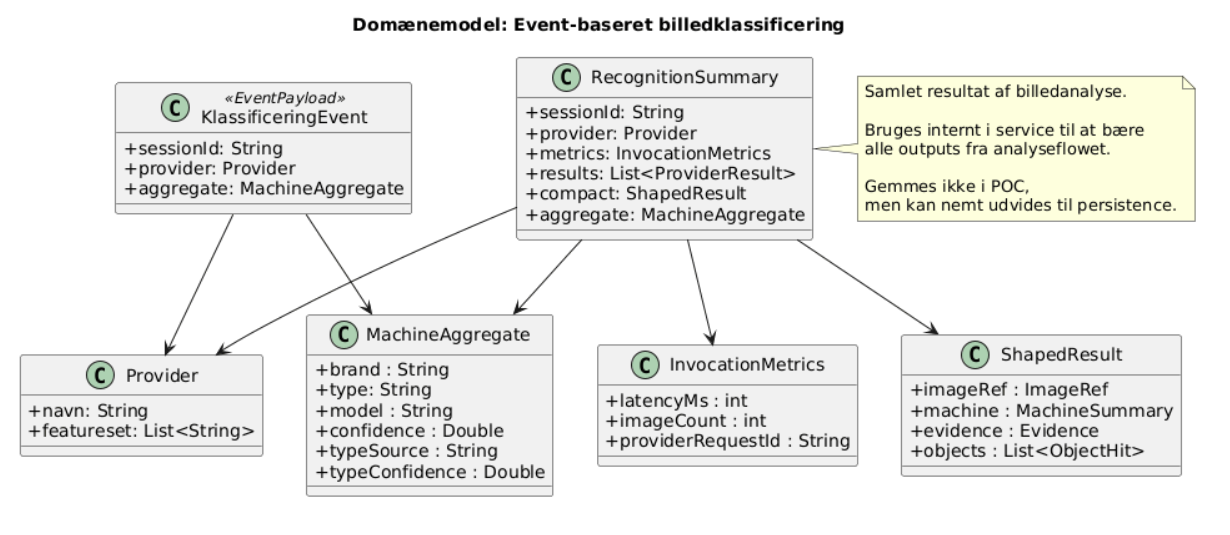 Domænemodel: Event-baseret billedklassificering
C
«EventPayload»
KlassificeringEvent
+sessionId: String
+provider: Provider
+aggregate: MachineAggregate
C RecognitionSummary
+sessionId: String
+provider: Provider
+metrics: InvocationMetrics
+results: List<ProviderResult>
+compact: ShapedResult
+aggregate: MachineAggregate
Samlet resultat af billedanalyse.
Bruges internt i service til at bære
alle outputs fra analyseflowet.
Gemmes ikke i POC,
men kan nemt udvides til persistence.
C Provider
+navn: String
+featureset: List<String>
C MachineAggregate
+brand : String
+type: String
+model : String
+confidence : Double
+typeSource : String
+typeConfidence : Double
C InvocationMetrics
+latencyMs : int
+imageCount : int
+providerRequestId : String
C ShapedResult
+imageRef : ImageRef
+machine : MachineSummary
+evidence : Evidence
+objects : List<ObjectHit>